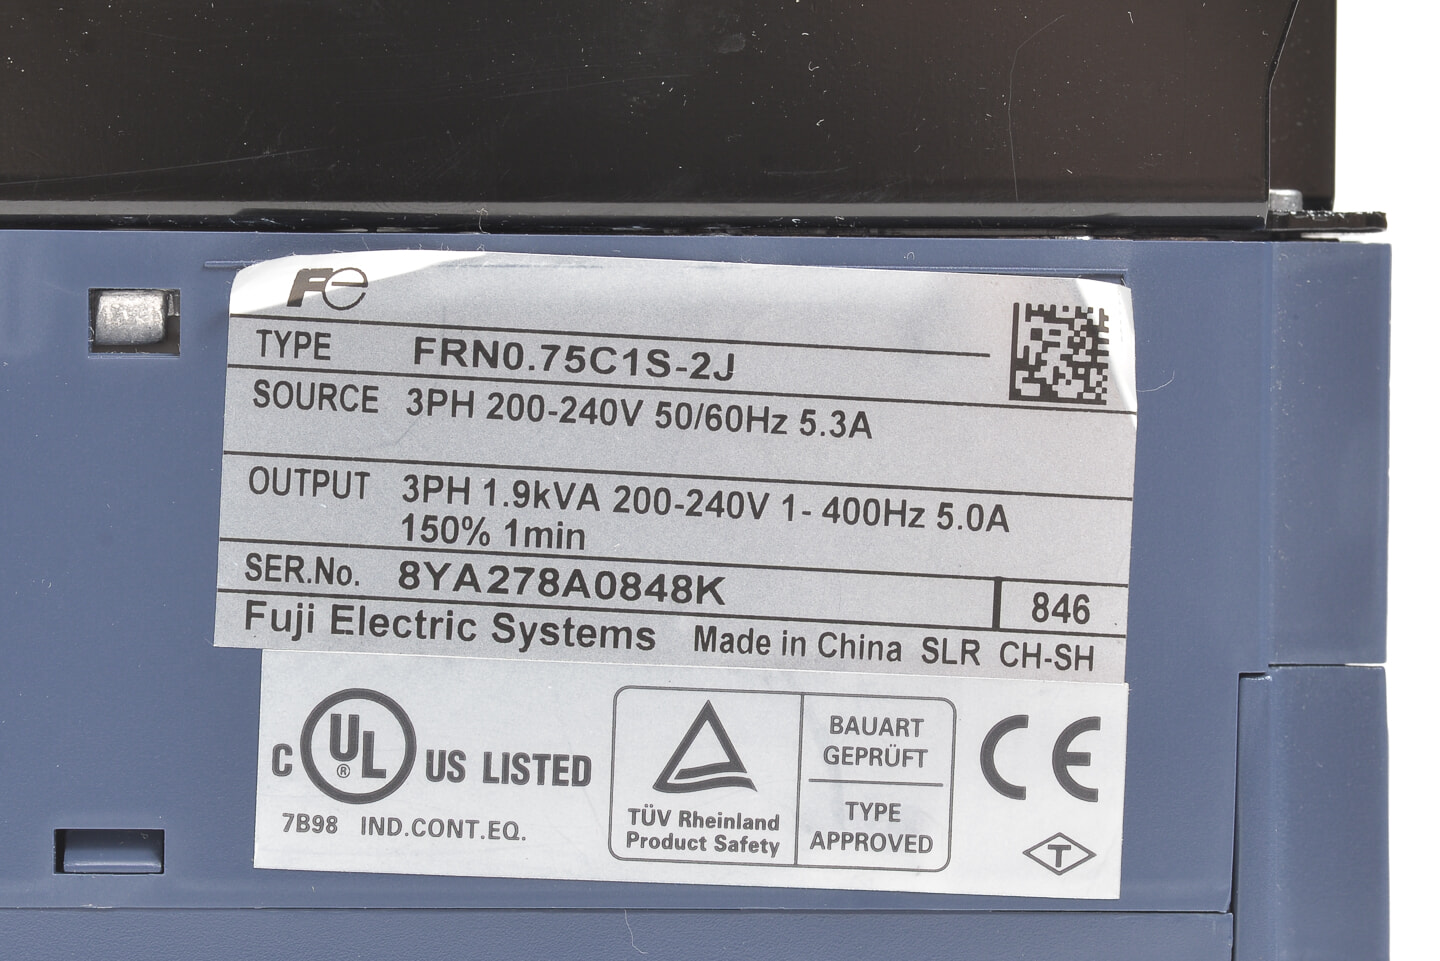 Fe
TYPE FRN0.75C1S-2J
SOURCE 3PH 200-240V 50/60Hz 5.3A
OUTPUT 3PH 1.9kVA 200-240V 1- 400Hz 5.0A
150% 1min
SER.No. 8YA278A0848K 846
Fuji Electric Systems Made in China SLR CH-SH
C UL ® US LISTED
7B98 IND.CONT.EQ.
TÜV Rheinland
Product Safety
BAUART
GEPRÜFT
TYPE
APPROVED
CE
T